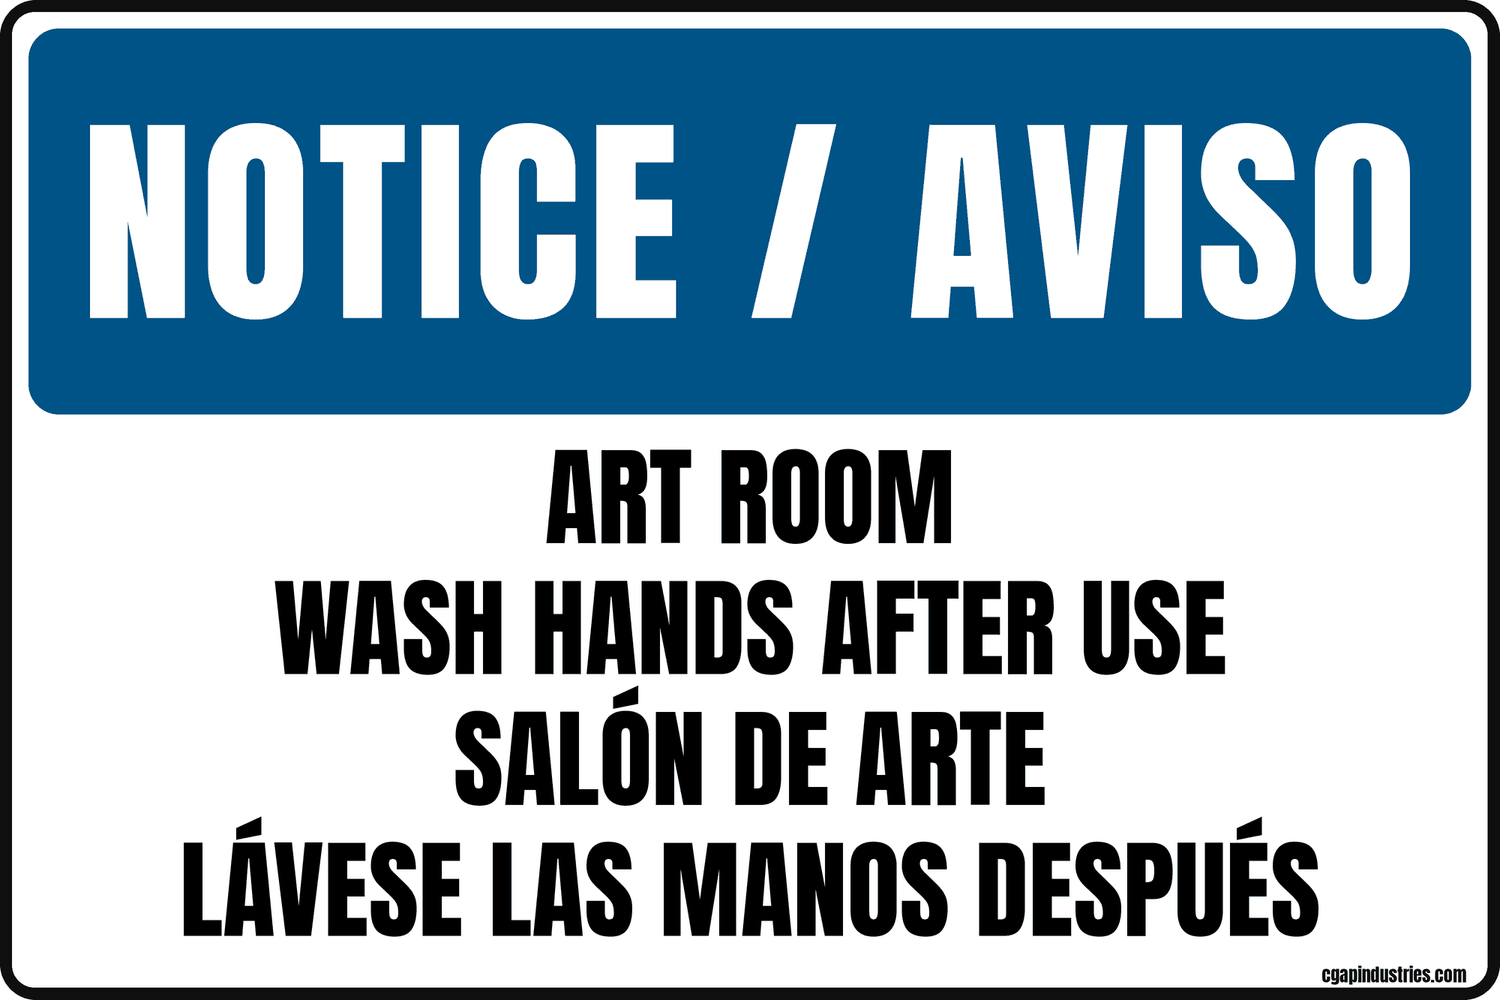 NOTICE / AVISO
ART ROOM
WASH HANDS AFTER USE
SALÓN DE ARTE
LÁVESE LAS MANOS DESPUÉS
cgapindustries.com